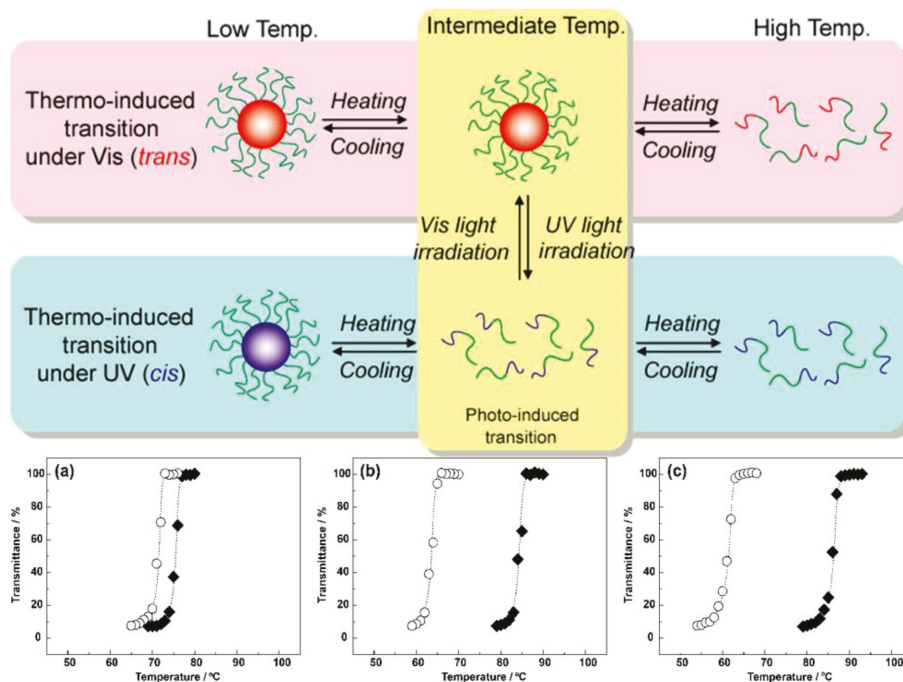 Low Temp.
Intermediate Temp.
High Temp.
Thermo-induced
transition
under Vis (trans)
Heating
Cooling
Heating
Cooling
Vis light
irradiation
UV light
irradiation
Thermo-induced
transition
under UV (cis)
Heating
Cooling
Heating
Cooling
Photo-induced
transition
(a)
Transmittance / %
100
80
60
40
20
0
50 60 70 80 90 100
Temperature / ºC
(b)
Transmittance / %
100
80
60
40
20
0
50 60 70 80 90 100
Temperature / ºC
(c)
Transmittance / %
100
80
60
40
20
0
50 60 70 80 90 100
Temperature / ºC